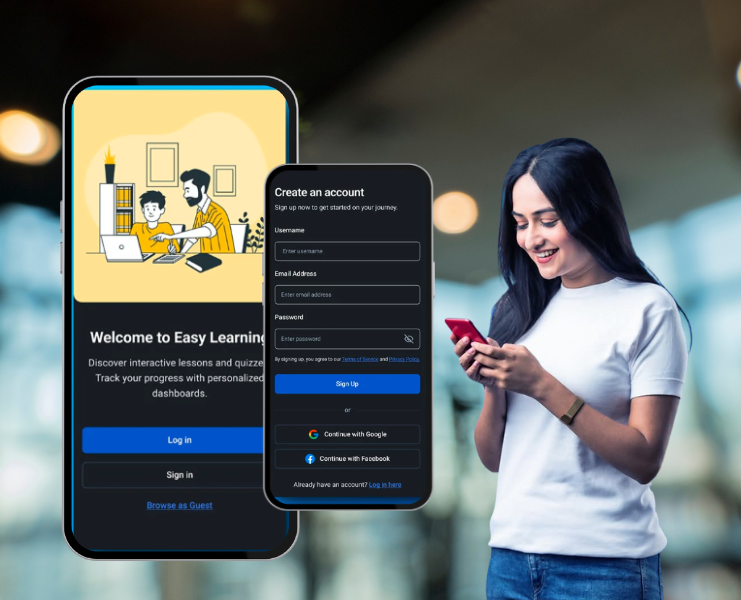 Welcome to Easy Learning
Discover interactive lessons and quizze
Track your progress with personalized
dashboards.
Log in
Sign in
Browse as Guest
Create an account
Sign up now to get started on your journey.
Username
Enter username
Email Address
Enter email address
Password
Enter password
By signing up, you agree to our Terms of Service and Privacy Policy.
Sign Up
or
Continue with Google
Continue with Facebook
Already have an account? Log in here